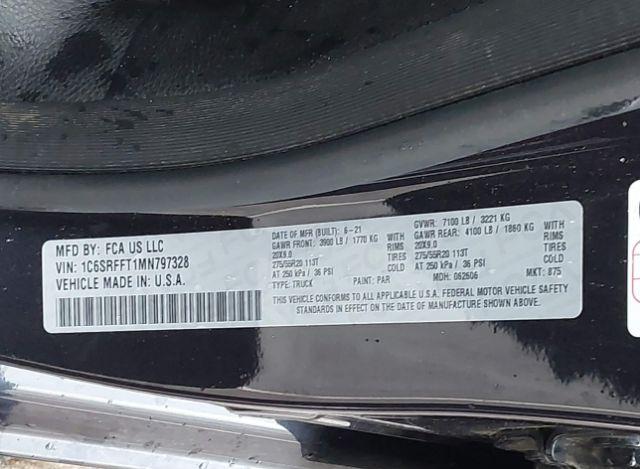 MFD BY: FCA US LLC
VIN: 1C6SRFFT1MN797328
VEHICLE MADE IN: U.S.A.
DATE OF MFR (BUILT): 6-21
GAWR FRONT: 3900 LB / 1770 KG
20X9.0 RIMS
275/55R20 113T TIRES
AT 250 kPa / 36 PSI COLD
TYPE: TRUCK PAINT: PAR
GVWR: 7100 LB / 3221 KG
GAWR REAR: 4100 LB / 1860 KG
20X9.0 RIMS
275/55R20 113T TIRES
AT 250 kPa / 36 PSI COLD
MDH: 062606 MKT: 875
THIS VEHICLE CONFORMS TO ALL APPLICABLE U.S.A. FEDERAL MOTOR VEHICLE SAFETY
STANDARDS IN EFFECT ON THE DATE OF MANUFACTURE SHOWN ABOVE.